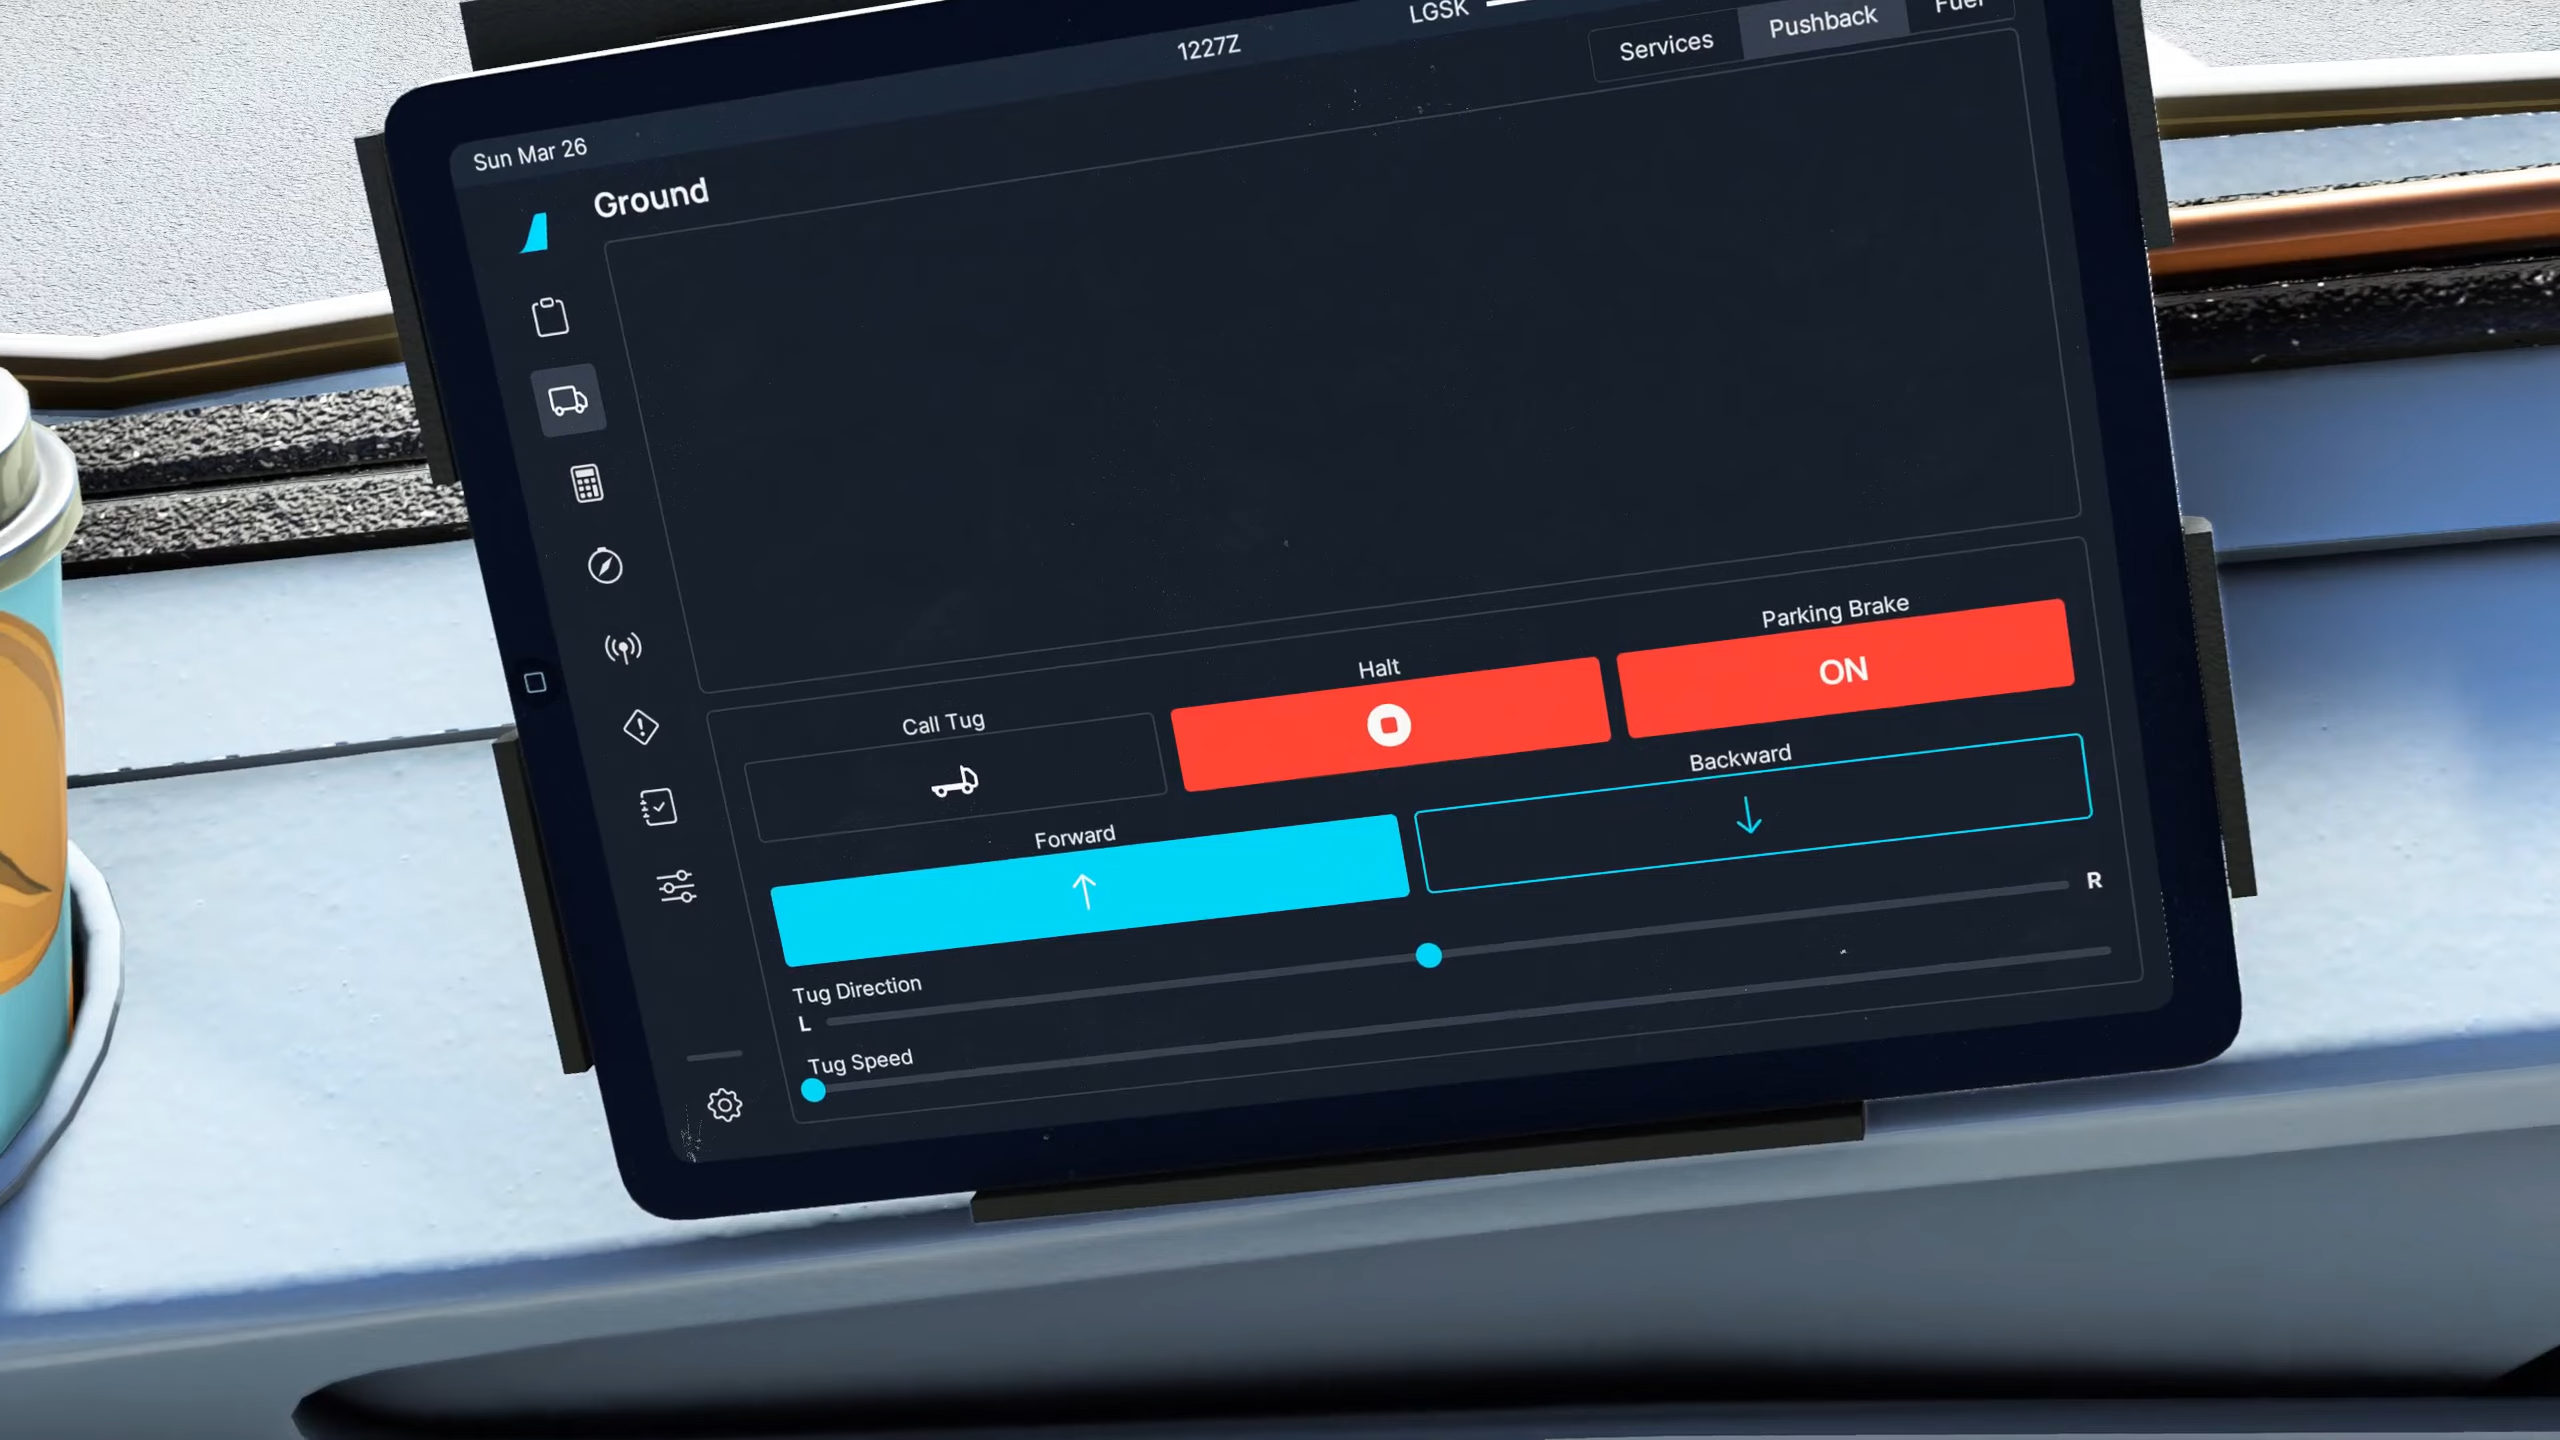 LGSK
1227Z
Sun Mar 26
Services
Pushback
Fuel
Ground
Parking Brake
ON
Halt
Call Tug
Backward
Forward
Tug Direction
L
R
Tug Speed